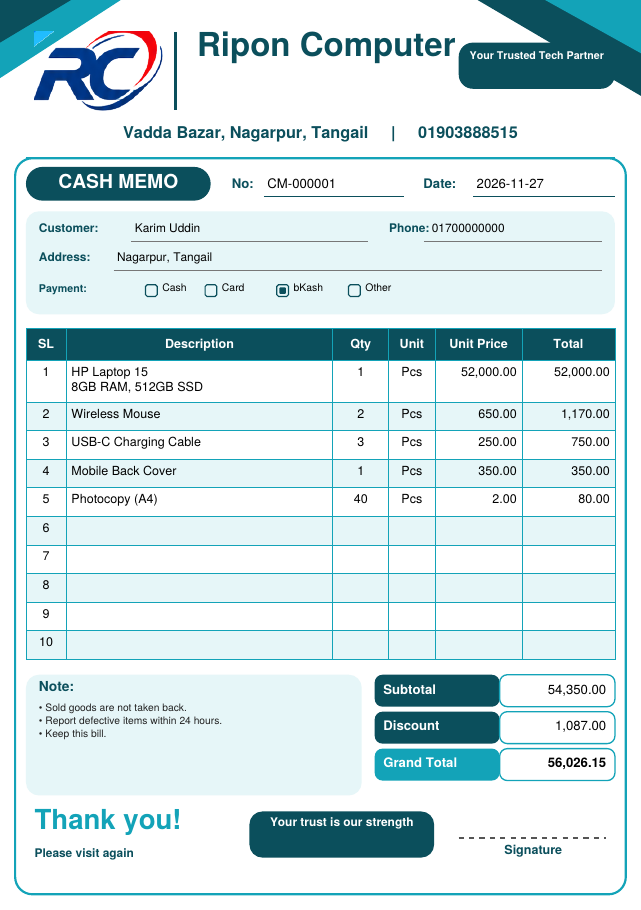 RC
Ripon Computer
Your Trusted Tech Partner
Vadda Bazar, Nagarpur, Tangail | 01903888515
CASH MEMO No: CM-000001 Date: 2026-11-27
Customer: Karim Uddin Phone: 01700000000
Address: Nagarpur, Tangail
Payment: Cash Card bKash Other
SL Description Qty Unit Unit Price Total
1 HP Laptop 15 1 Pcs 52,000.00 52,000.00
8GB RAM, 512GB SSD
2 Wireless Mouse 2 Pcs 650.00 1,170.00
3 USB-C Charging Cable 3 Pcs 250.00 750.00
4 Mobile Back Cover 1 Pcs 350.00 350.00
5 Photocopy (A4) 40 Pcs 2.00 80.00
6
7
8
9
10
Note:
• Sold goods are not taken back.
• Report defective items within 24 hours.
• Keep this bill.
Subtotal 54,350.00
Discount 1,087.00
Grand Total 56,026.15
Thank you!
Please visit again
Your trust is our strength
Signature